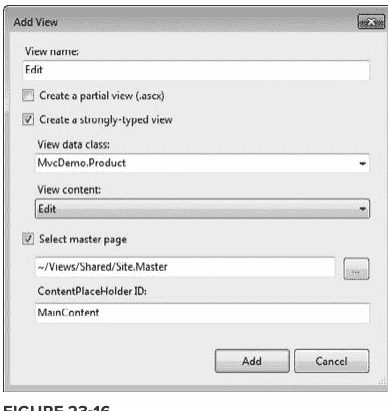 Add View
View name:
Edit
Create a partial view (.ascx)
Create a strongly-typed view
View data class:
MvcDemo.Product
View content:
Edit
Select master page
~/Views/Shared/Site.Master
...
ContentPlaceHolder ID:
MainContent
Add Cancel
FIGURE 23-16